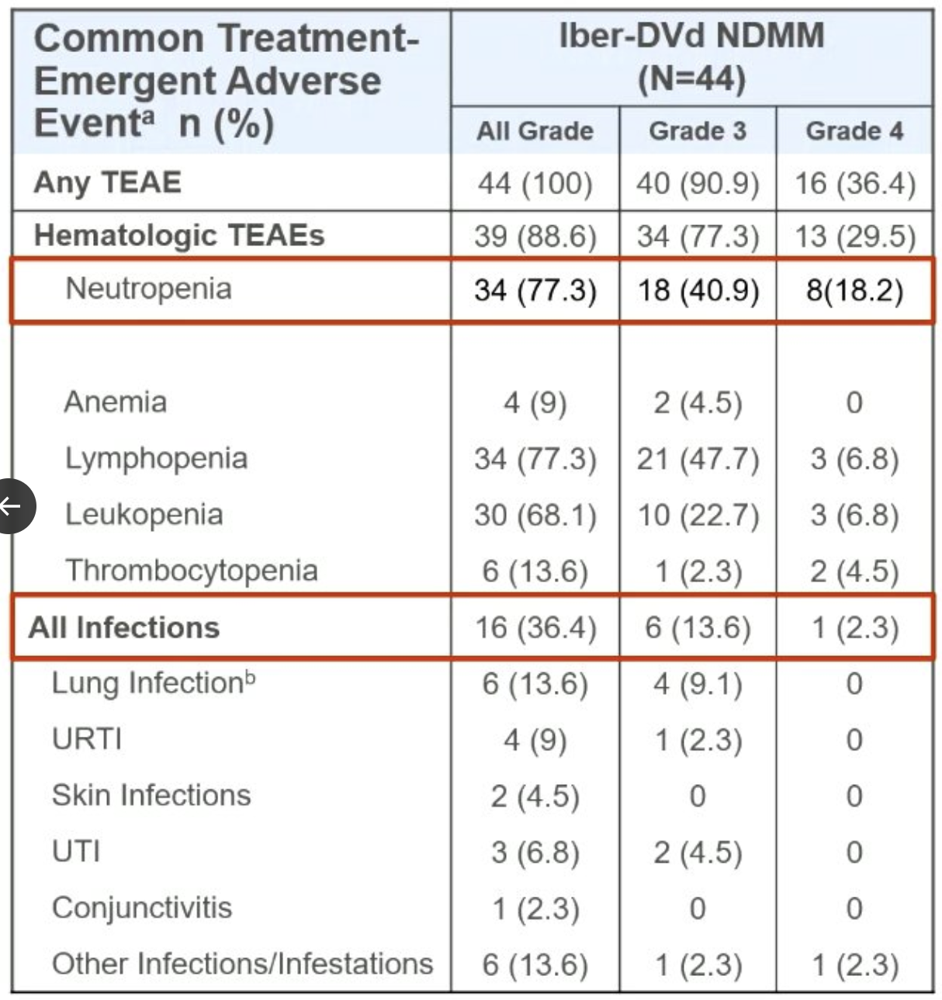 Common Treatment-
Emergent Adverse
Eventᵃ n (%)
Iber-DVd NDMM
(N=44)
All Grade Grade 3 Grade 4
Any TEAE 44 (100) 40 (90.9) 16 (36.4)
Hematologic TEAEs 39 (88.6) 34 (77.3) 13 (29.5)
Neutropenia 34 (77.3) 18 (40.9) 8(18.2)
Anemia 4 (9) 2 (4.5) 0
Lymphopenia 34 (77.3) 21 (47.7) 3 (6.8)
Leukopenia 30 (68.1) 10 (22.7) 3 (6.8)
Thrombocytopenia 6 (13.6) 1 (2.3) 2 (4.5)
All Infections 16 (36.4) 6 (13.6) 1 (2.3)
Lung Infectionᵇ 6 (13.6) 4 (9.1) 0
URTI 4 (9) 1 (2.3) 0
Skin Infections 2 (4.5) 0 0
UTI 3 (6.8) 2 (4.5) 0
Conjunctivitis 1 (2.3) 0 0
Other Infections/Infestations 6 (13.6) 1 (2.3) 1 (2.3)